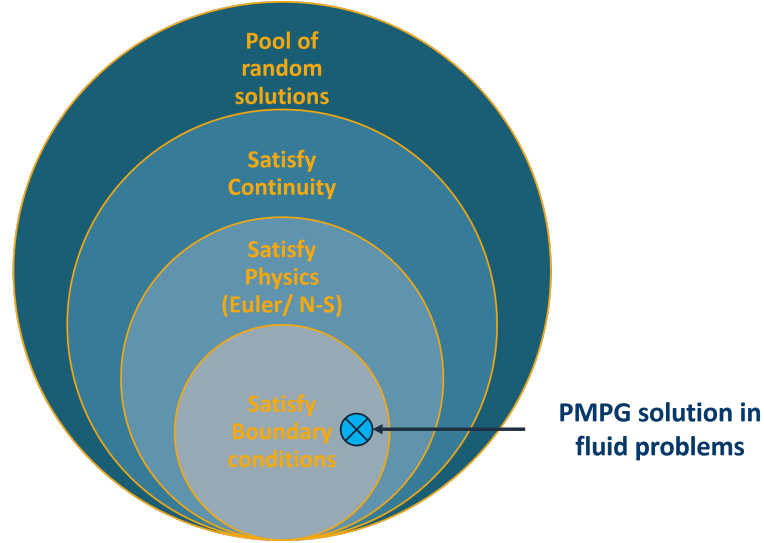 Pool of
random
solutions
Satisfy
Continuity
Satisfy
Physics
(Euler/ N-S)
Satisfy
Boundary
conditions
PMPG solution in
fluid problems